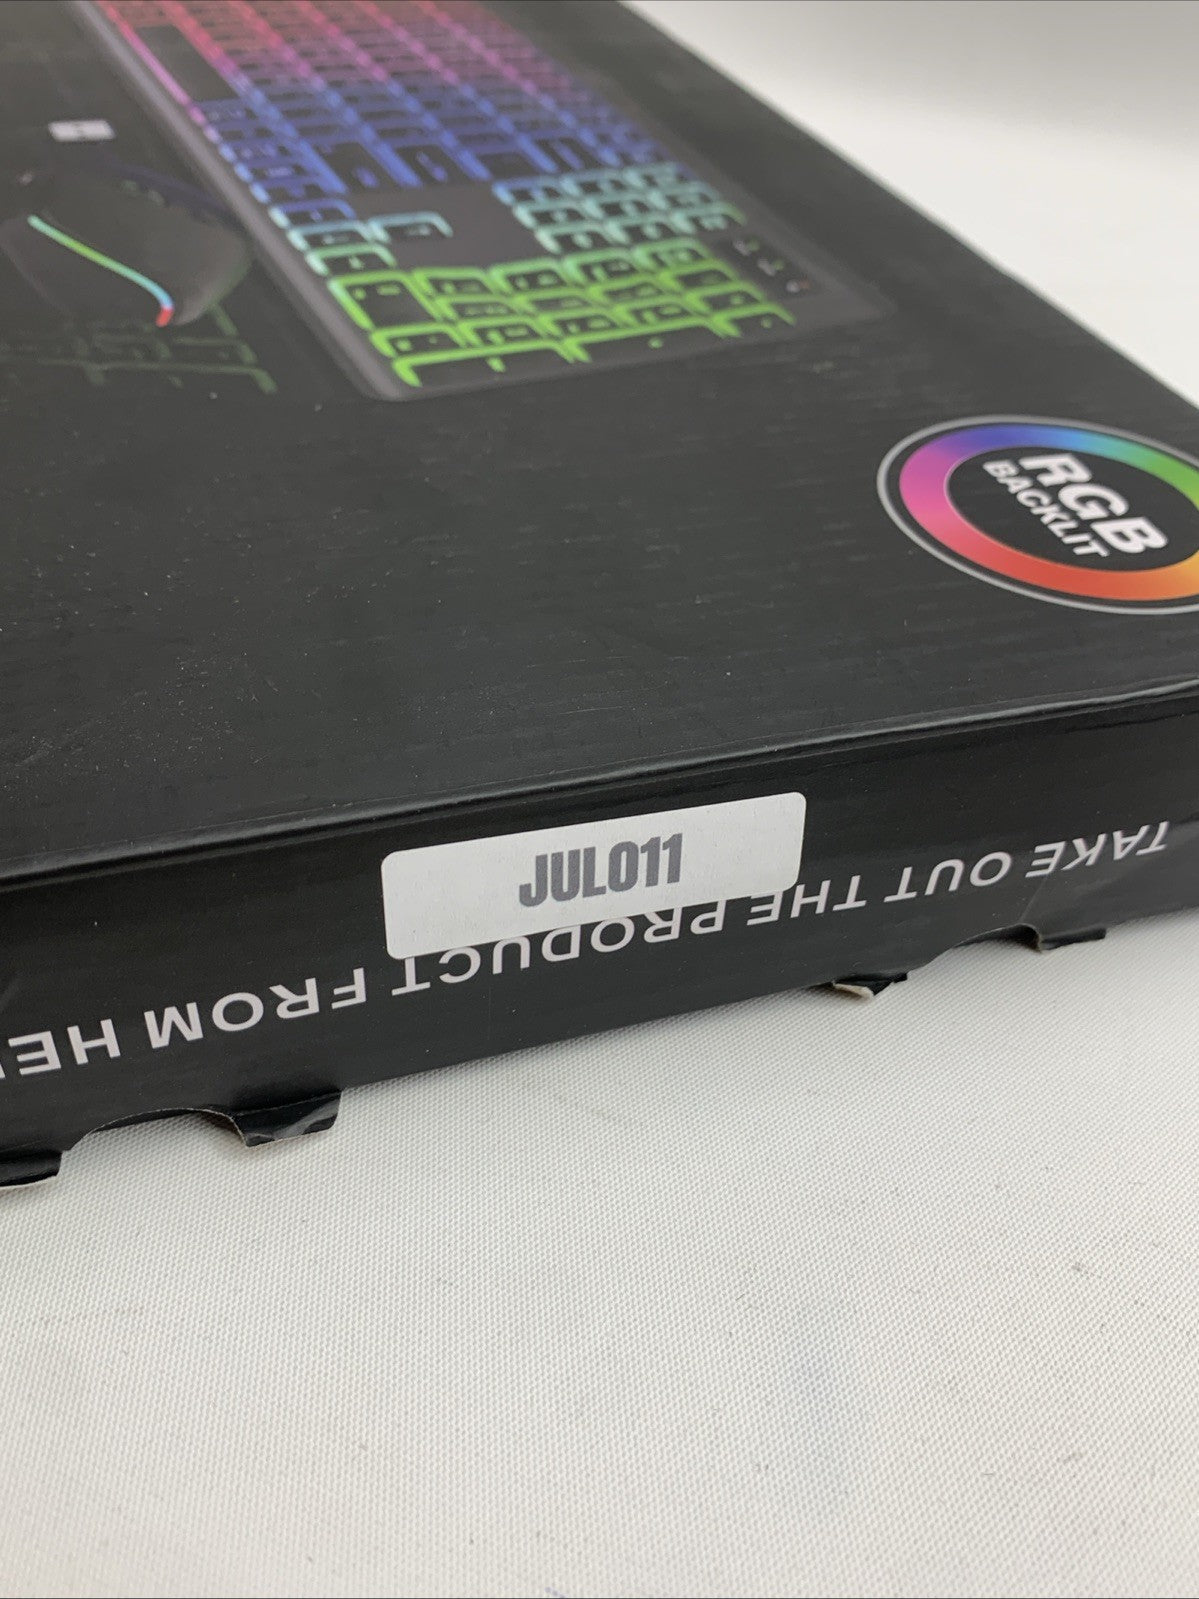 RGB
BACKLIT
JUL011
TAKE OUT THE PRODUCT FROM HE